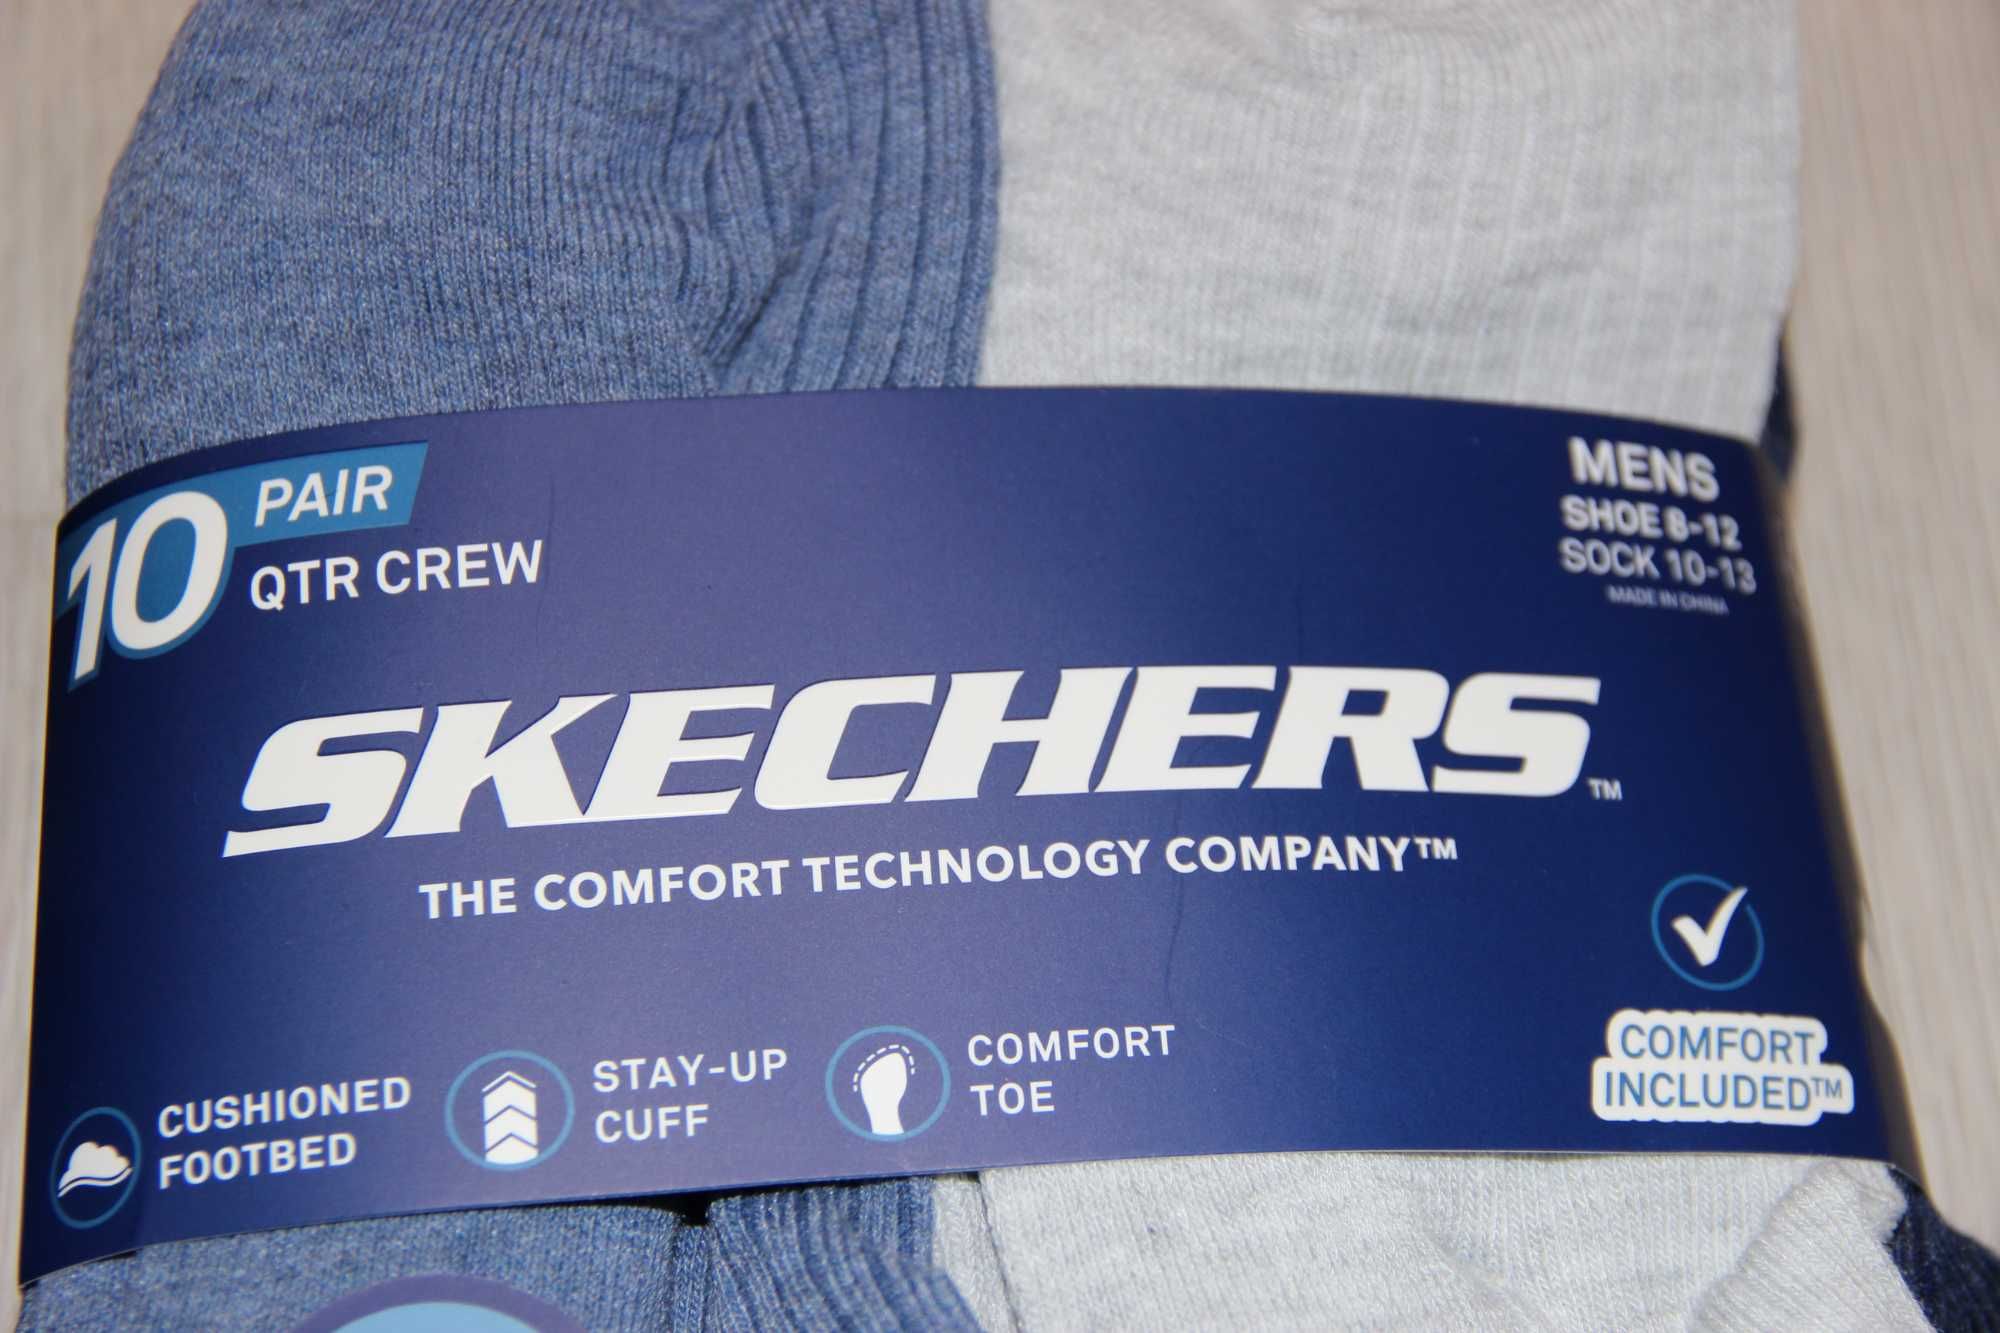 10 PAIR
QTR CREW
MENS
SHOE 8-12
SOCK 10-13
MADE IN CHINA
SKECHERS™
THE COMFORT TECHNOLOGY COMPANY™
CUSHIONED
FOOTBED
STAY-UP
CUFF
COMFORT
TOE
COMFORT
INCLUDED™